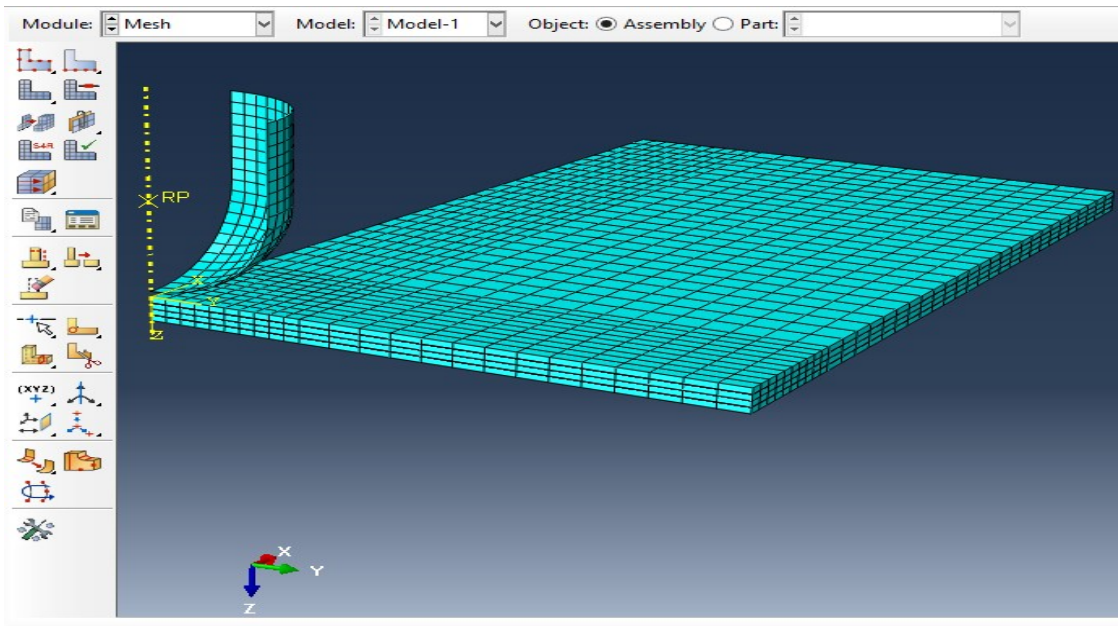 Module: Mesh Model: Model-1 Object: Assembly Part:
S4R
RP
X
Y
Z
(XYZ)
X
Y
Z